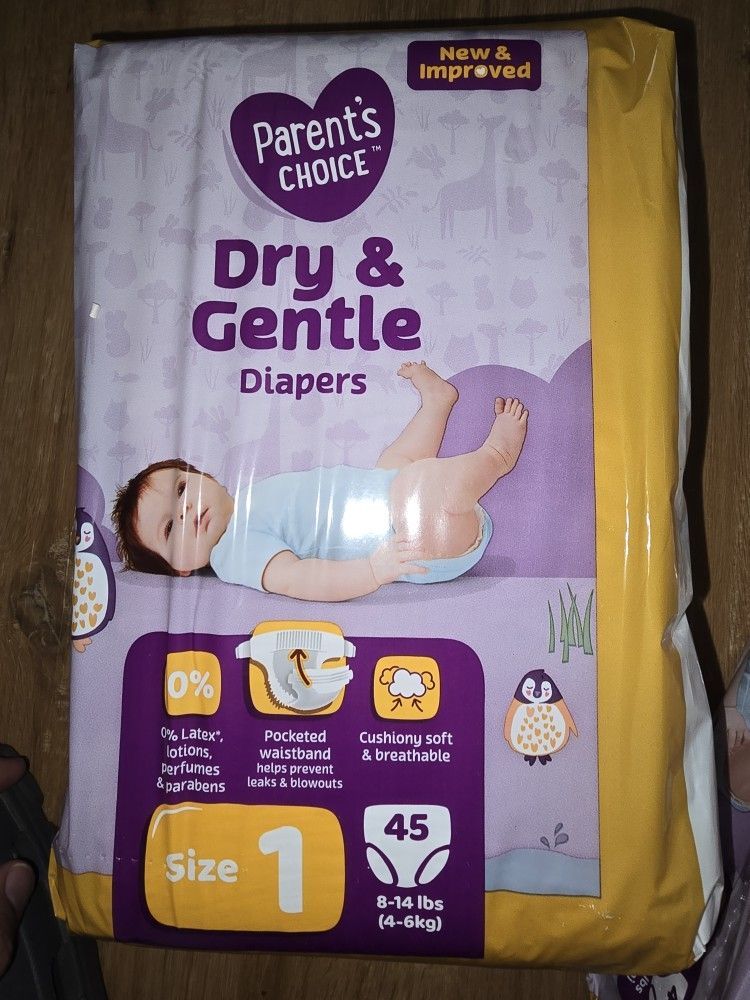 New &
Improved
Parent's
CHOICE™
Dry &
Gentle
Diapers
0%
0% Latex*,
lotions,
perfumes
& parabens
Pocketed
waistband
helps prevent
leaks & blowouts
Cushiony soft
& breathable
Size 1
45
8-14 lbs
(4-6kg)